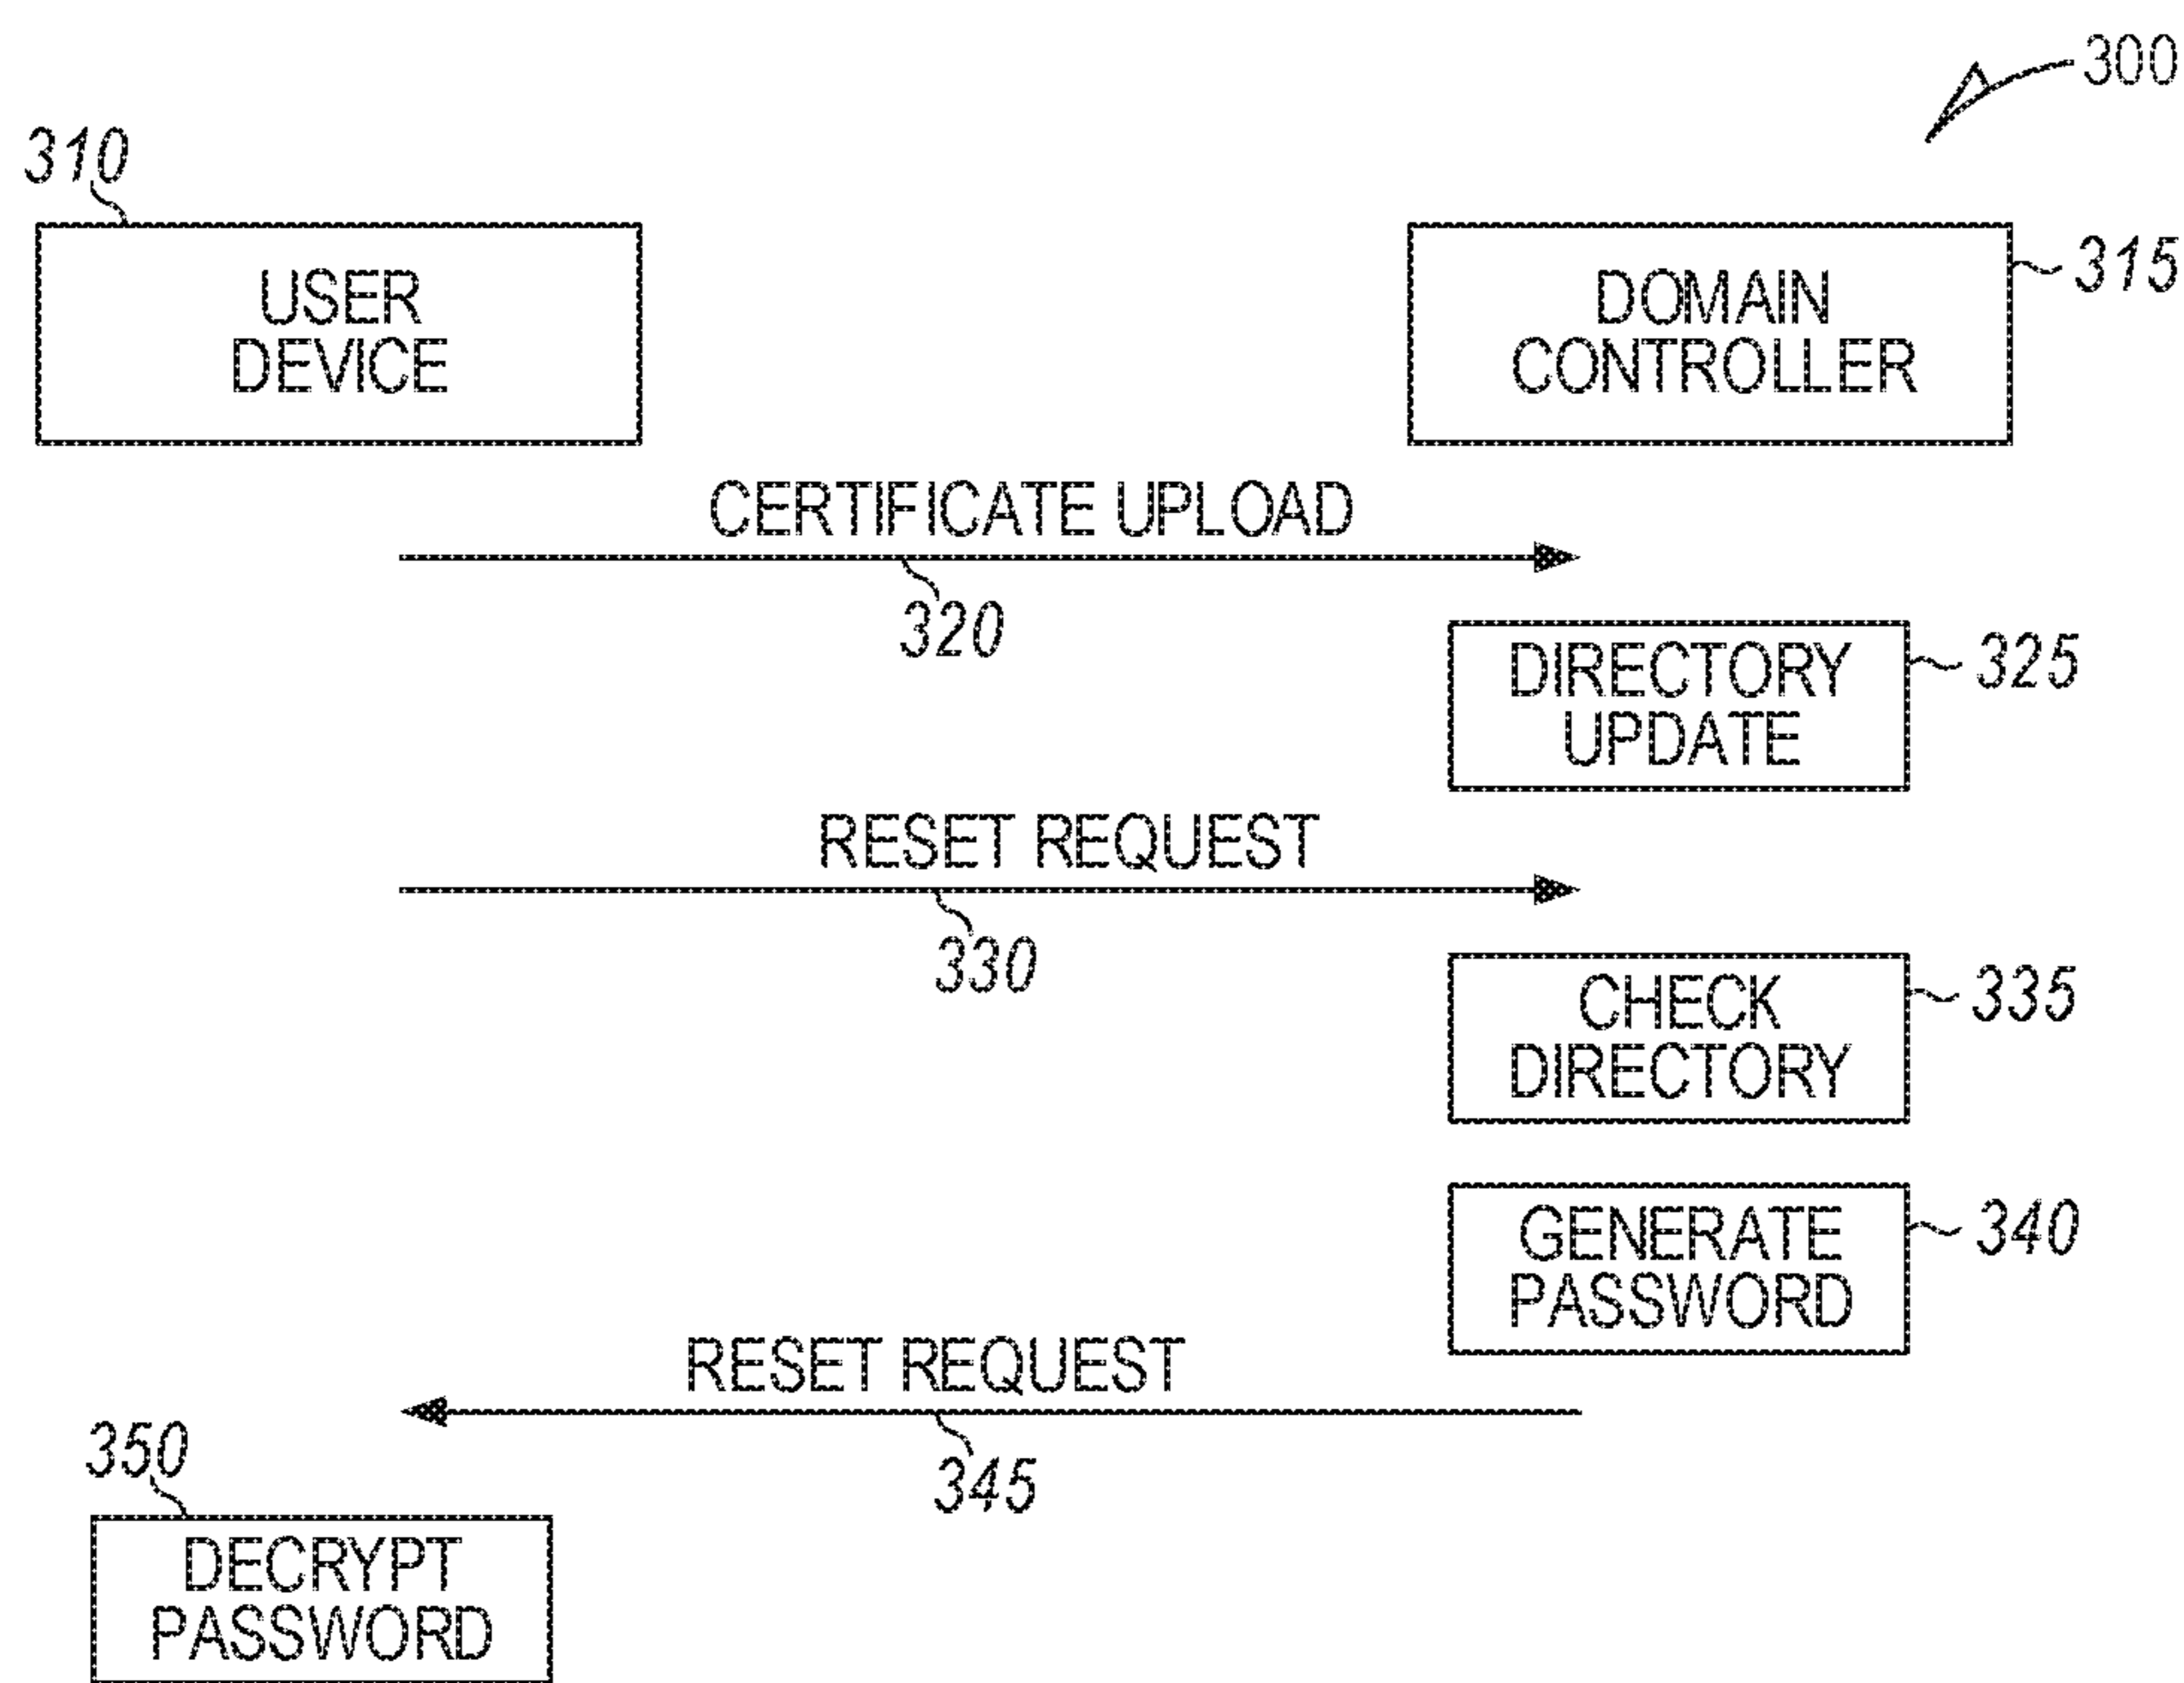 300
310
USER
DEVICE
DOMAIN
CONTROLLER
315
CERTIFICATE UPLOAD
320
DIRECTORY
UPDATE
325
RESET REQUEST
330
CHECK
DIRECTORY
335
GENERATE
PASSWORD
340
RESET REQUEST
345
350
DECRYPT
PASSWORD